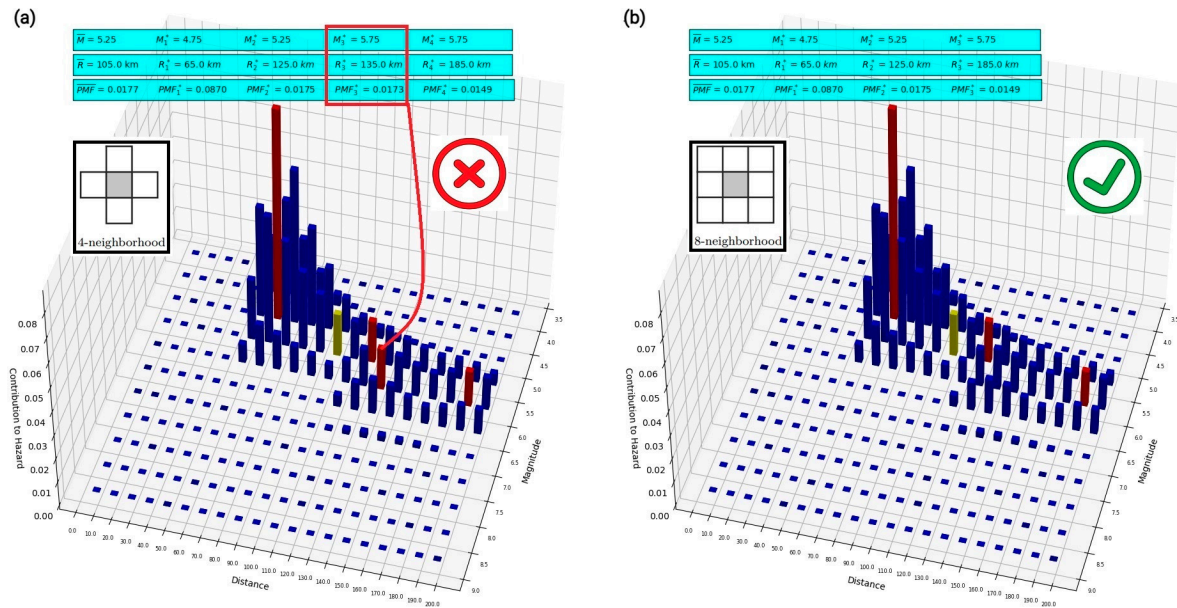 (a)
M̅ = 5.25 M₁* = 4.75 M₂* = 5.25 M₃* = 5.75 M₄* = 5.75
R̅ = 105.0 km R₁* = 65.0 km R₂* = 125.0 km R₃* = 135.0 km R₄* = 185.0 km
P̅M̅F̅ = 0.0177 PMF₁* = 0.0870 PMF₂* = 0.0175 PMF₃* = 0.0173 PMF₄* = 0.0149
4-neighborhood
Contribution to Hazard
0.08
0.07
0.06
0.05
0.04
0.03
0.02
0.01
0.00
0.0 10.0 20.0 30.0 40.0 50.0 60.0 70.0 80.0 90.0 100.0 110.0 120.0 130.0 140.0 150.0 160.0 170.0 180.0 190.0 200.0
Distance
3.5
4.0
4.5
5.0
5.5
6.0
6.5
7.0
7.5
8.0
8.5
9.0
Magnitude
(b)
M̅ = 5.25 M₁* = 4.75 M₂* = 5.25 M₃* = 5.75
R̅ = 105.0 km R₁* = 65.0 km R₂* = 125.0 km R₃* = 185.0 km
P̅M̅F̅ = 0.0177 PMF₁* = 0.0870 PMF₂* = 0.0175 PMF₃* = 0.0149
8-neighborhood
Contribution to Hazard
0.08
0.07
0.06
0.05
0.04
0.03
0.02
0.01
0.00
0.0 10.0 20.0 30.0 40.0 50.0 60.0 70.0 80.0 90.0 100.0 110.0 120.0 130.0 140.0 150.0 160.0 170.0 180.0 190.0 200.0
Distance
3.5
4.0
4.5
5.0
5.5
6.0
6.5
7.0
7.5
8.0
8.5
9.0
Magnitude